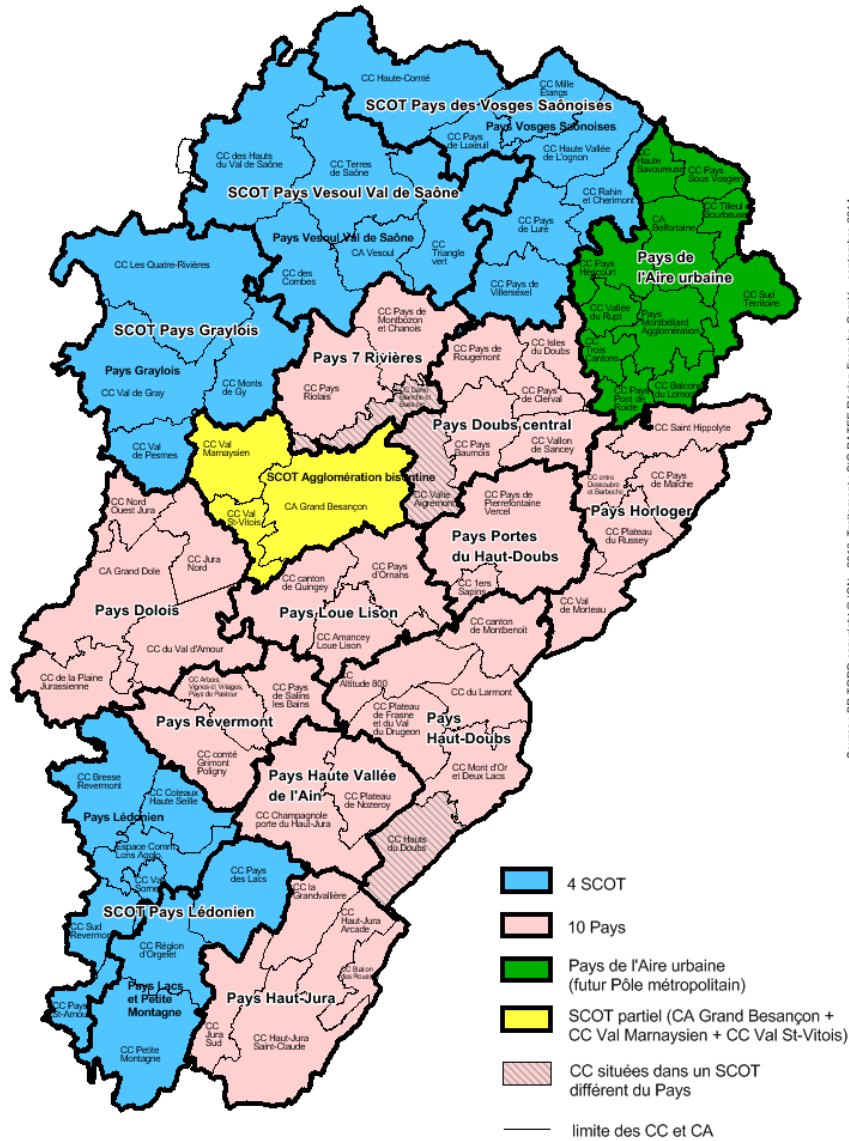 CC Haute-Comté
CC Mille
Etangs
SCOT Pays des Vosges Saônoises
Pays Vosges Saônoises
CC Pays
de Luxeuil
CC Haute Vallée
de L'ognon
CC
Haute
Savoureuse
CC Pays
Sous Vosgien
CC des Hauts
du Val de Saône
CC Terres
de Saône
SCOT Pays Vesoul Val de Saône
CC Rahin
et Cherimont
CC Tilleul
Bourbeuse
CA
Belfortaine
CC Pays
de Lure
Pays Vesoul Val de Saône
CA Vesoul
CC
Triangle
vert
CC des
Combes
Pays de
l'Aire urbaine
CC Pays
Héricourt
CC Les Quatre-Rivières
CC Pays de
Villersexel
CC Sud
Territoire
CC Vallée
du Rupt
Pays
Montbéliard
Agglomération
SCOT Pays Graylois
CC Pays de
Montbozon
et Chanois
CC
Trois
Cantons
Pays 7 Rivières
CC Pays de
Rougemont
CC Isles
du Doubs
Pays Graylois
CC Val de Gray
CC Monts
de Gy
CC Pays
Riolais
CC Pays
de Clerval
CC Pays
Pont de
Roide
CC Balcons
du Lomont
Pays Doubs central
CC Saint Hippolyte
CC Val
de Pesmes
CC Val
Marnaysien
CC Pays
Baumois
CC Vallon
de Sancey
SCOT Agglomération bisontine
CC entre
Dessoubre
et Barbèche
CC Pays
de Maîche
CC Nord
Ouest Jura
CC Val
St-Vitois
CA Grand Besançon
CC Vaîte
Aigremont
CC Pays de
Pierrefontaine
Vercel
Pays Horloger
Pays Portes
du Haut-Doubs
CC Plateau
du Russey
CC Jura
Nord
CA Grand Dole
CC canton
de Quingey
CC Pays
d'Ornans
CC 1ers
Sapins
Pays Dolois
Pays Loue Lison
CC Val
de Morteau
CC canton
de Montbenoit
CC Amancey
Loue Lison
CC du Val d'Amour
CC de la Plaine
Jurassienne
CC Arbois,
Vignes et Villages,
Pays de Pasteur
CC Pays
de Salins
les Bains
CC
Altitude 800
CC du Larmont
CC Plateau
de Frasne
et du Val
du Drugeon
Pays Revermont
Pays
Haut-Doubs
CC comté
Grimont
Poligny
CC Bresse
Revermont
Pays Haute Vallée
de l'Ain
CC Mont d'Or
et Deux Lacs
CC Coteaux
Haute Seille
CC Plateau
de Nozeroy
Pays Lédonien
CC Champagnole
porte du Haut-Jura
Espace Comm.
Lons Agglo.
CC Hauts
du Doubs
CC Val
Sorne
CC Pays
des Lacs
CC la
Grandvallière
SCOT Pays Lédonien
CC Sud
Revermont
CC
Haut-Jura
Arcade
CC Région
d'Orgelet
CC Station
des Rousses
Pays Lacs
et Petite
Montagne
Pays Haut-Jura
CC Pays
St-Amour
CC
Jura
Sud
CC Haut-Jura
Saint-Claude
CC Petite
Montagne
4 SCOT
10 Pays
Pays de l'Aire urbaine
(futur Pôle métropolitain)
SCOT partiel (CA Grand Besançon +
CC Val Marnaysien + CC Val St-Vitois)
CC situées dans un SCOT
différent du Pays
limite des CC et CA